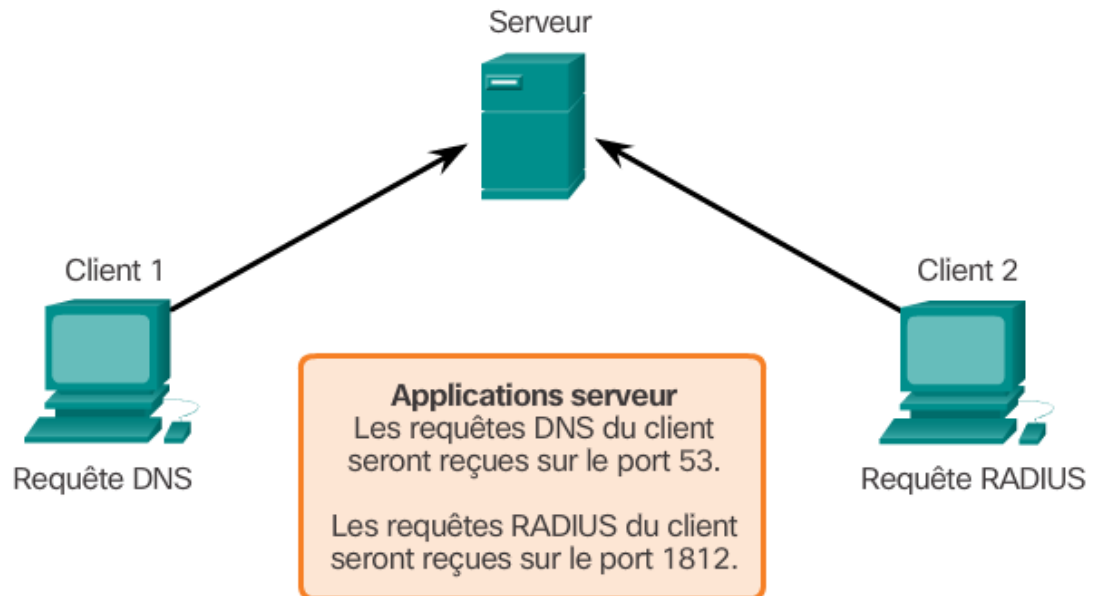 Serveur
Client 1
Client 2
Applications serveur
Les requêtes DNS du client
seront reçues sur le port 53.
Les requêtes RADIUS du client
seront reçues sur le port 1812.
Requête DNS
Requête RADIUS